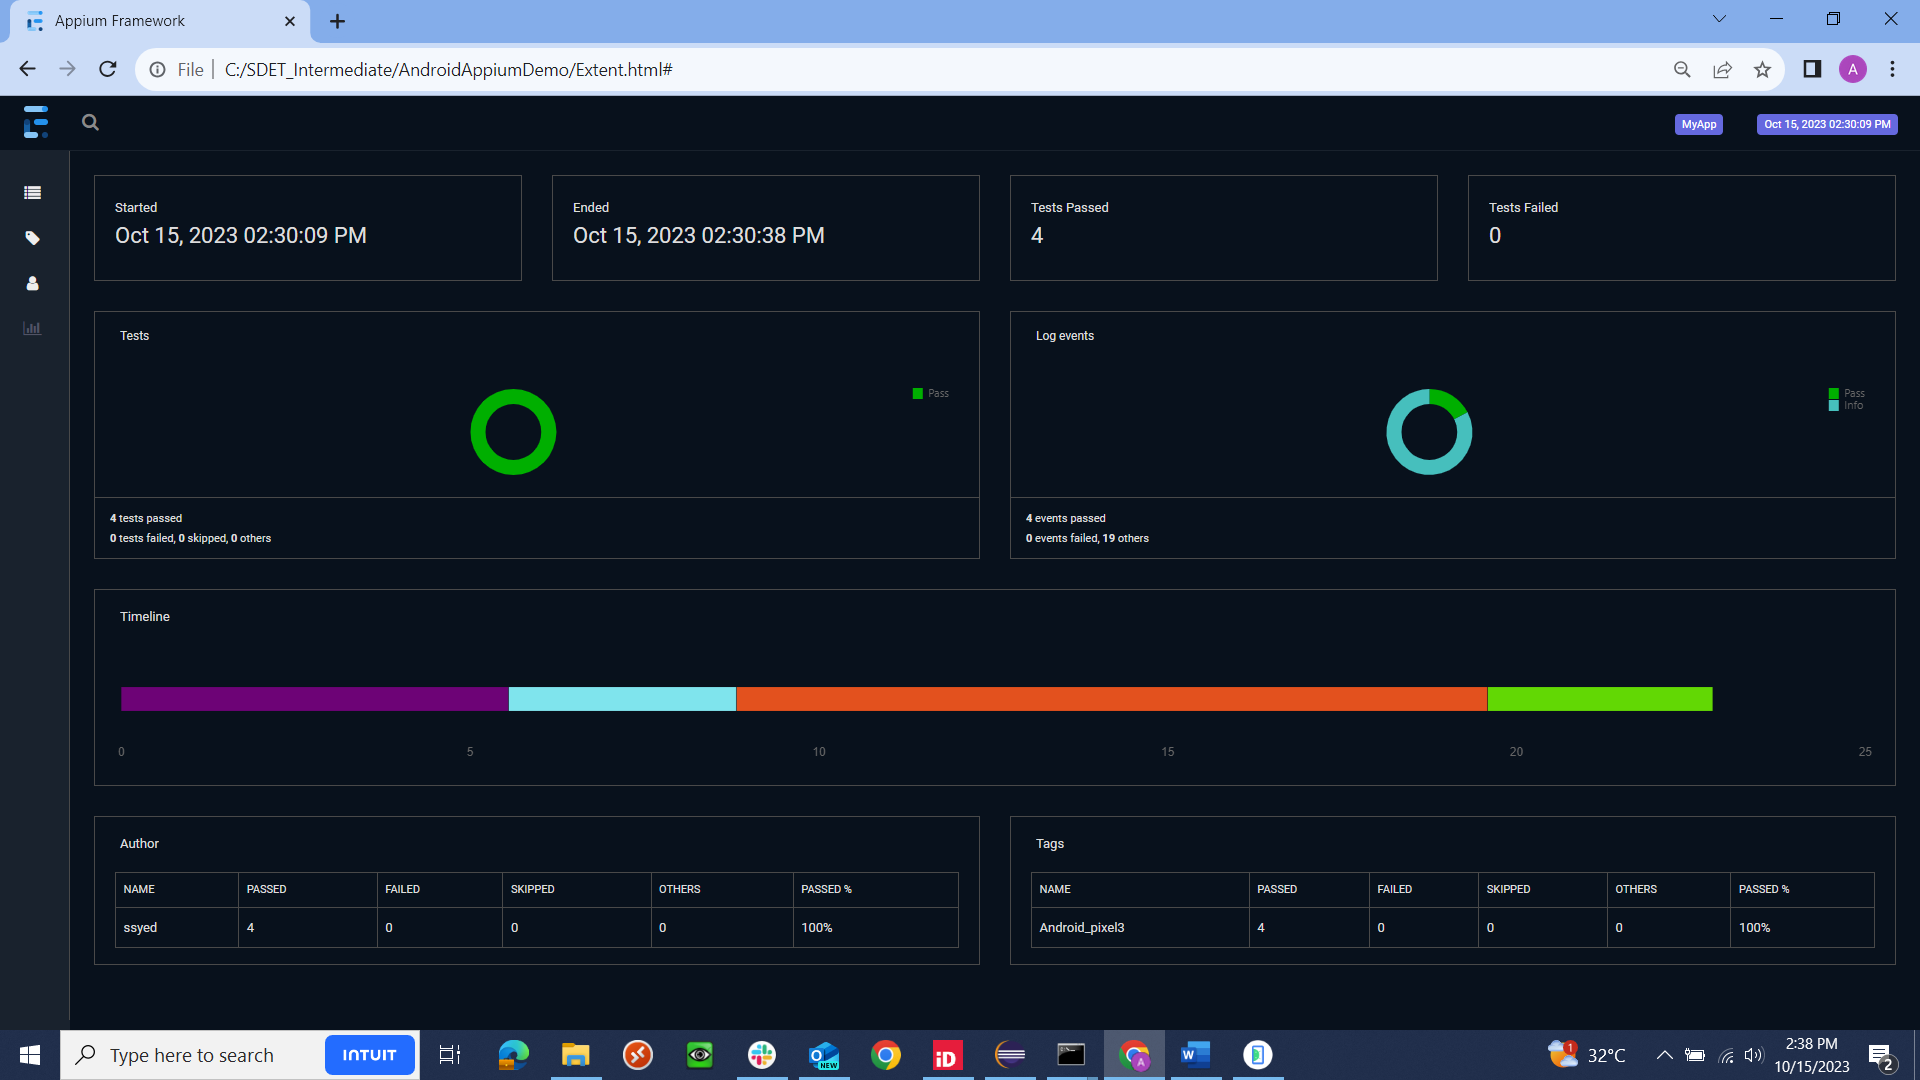 Appium Framework
File
C:/SDET_Intermediate/AndroidAppiumDemo/Extent.html#
A
MyApp
Oct 15, 2023 02:30:09 PM
Started
Oct 15, 2023 02:30:09 PM
Ended
Oct 15, 2023 02:30:38 PM
Tests Passed
4
Tests Failed
0
Tests
Pass
4 tests passed
0 tests failed, 0 skipped, 0 others
Log events
Pass
Info
4 events passed
0 events failed, 19 others
Timeline
0 5 10 15 20 25
Author
NAME PASSED FAILED SKIPPED OTHERS PASSED %
ssyed 4 0 0 0 100%
Tags
NAME PASSED FAILED SKIPPED OTHERS PASSED %
Android_pixel3 4 0 0 0 100%
Type here to search
INTUIT
O
NEW
iD
A
W
1
32°C
2:38 PM
10/15/2023
2